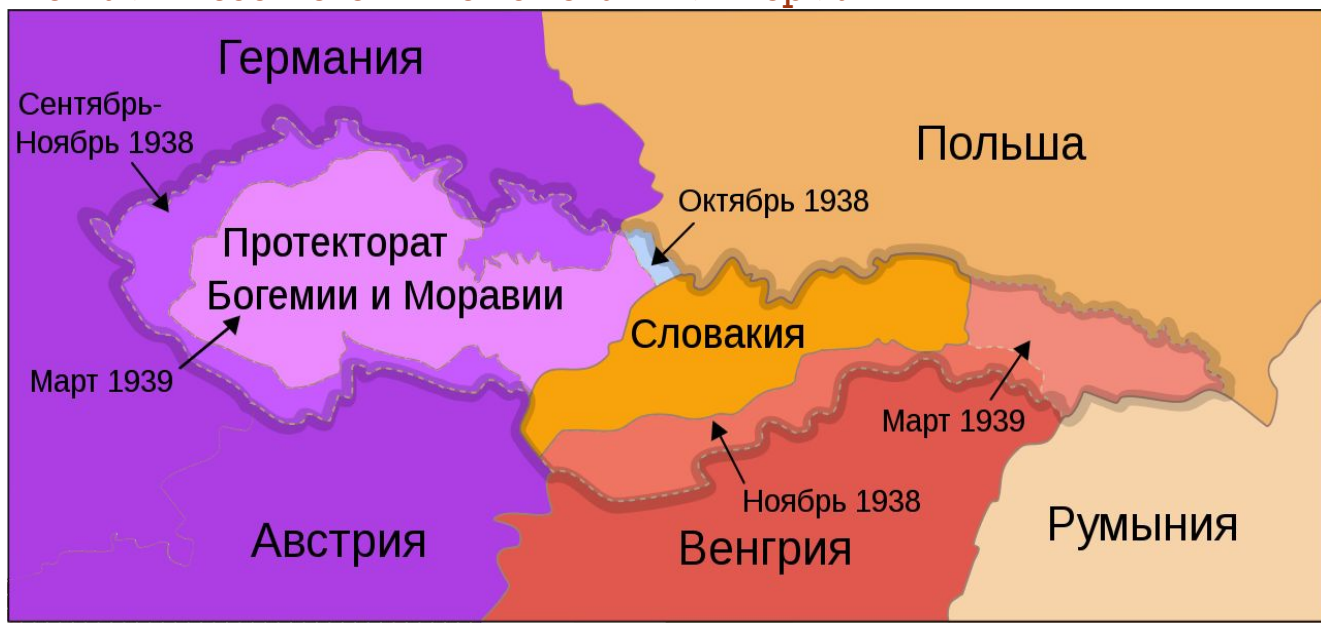 Германия
Сентябрь-
Ноябрь 1938
Польша
Октябрь 1938
Протекторат
Богемии и Моравии
Словакия
Март 1939
Март 1939
Ноябрь 1938
Австрия
Венгрия
Румыния